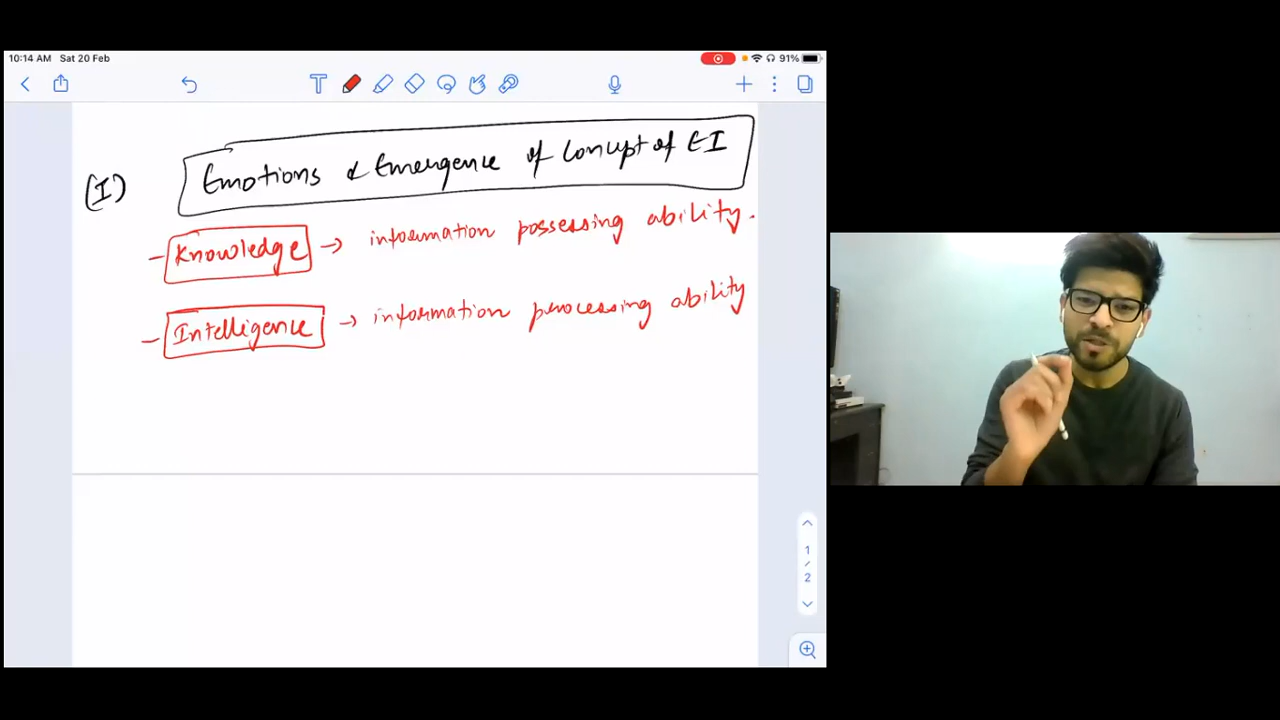 10:14 AM Sat 20 Feb
91%
(I) Emotions & Emergence of Concept of EI
- Knowledge → information possessing ability.
- Intelligence → information processing ability
1
/
2